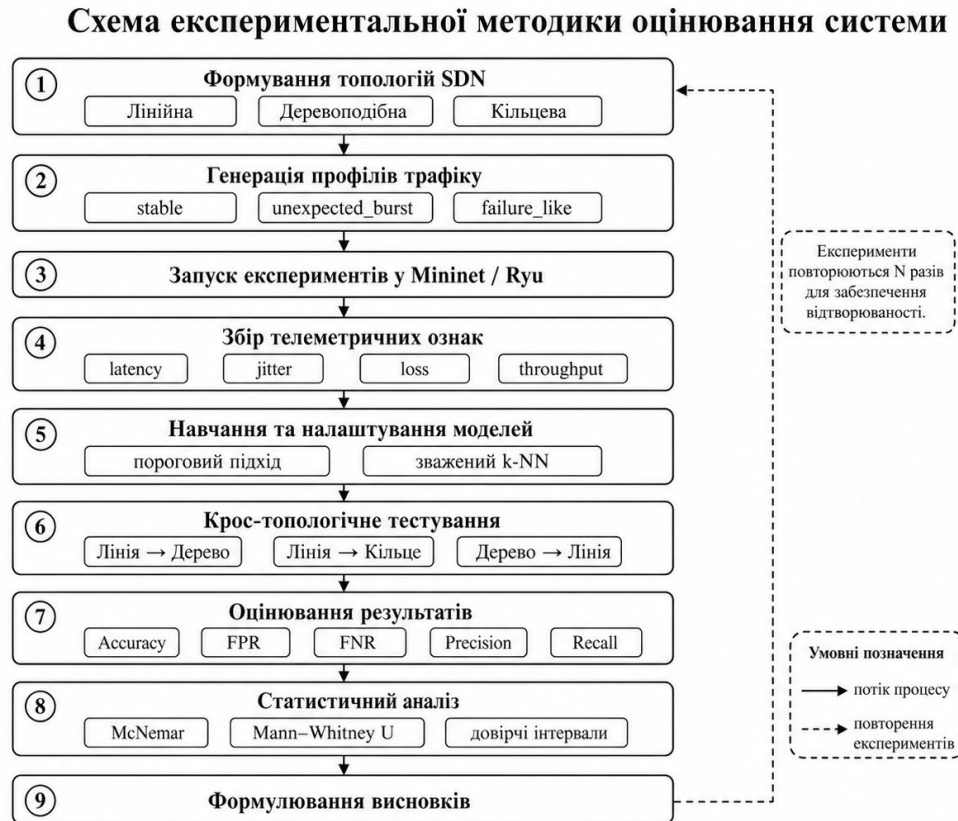 Схема експериментальної методики оцінювання системи
1
Формування топологій SDN
Лінійна
Деревоподібна
Кільцева
2
Генерація профілів трафіку
stable
unexpected_burst
failure_like
3
Запуск експериментів у Mininet / Ryu
4
Збір телеметричних ознак
latency
jitter
loss
throughput
5
Навчання та налаштування моделей
пороговий підхід
зважений k-NN
6
Крос-топологічне тестування
Лінія → Дерево
Лінія → Кільце
Дерево → Лінія
7
Оцінювання результатів
Accuracy
FPR
FNR
Precision
Recall
8
Статистичний аналіз
McNemar
Mann–Whitney U
довірчі інтервали
9
Формулювання висновків
Експерименти
повторюються N разів
для забезпечення
відтворюваності.
Умовні позначення
потік процесу
повторення
експериментів